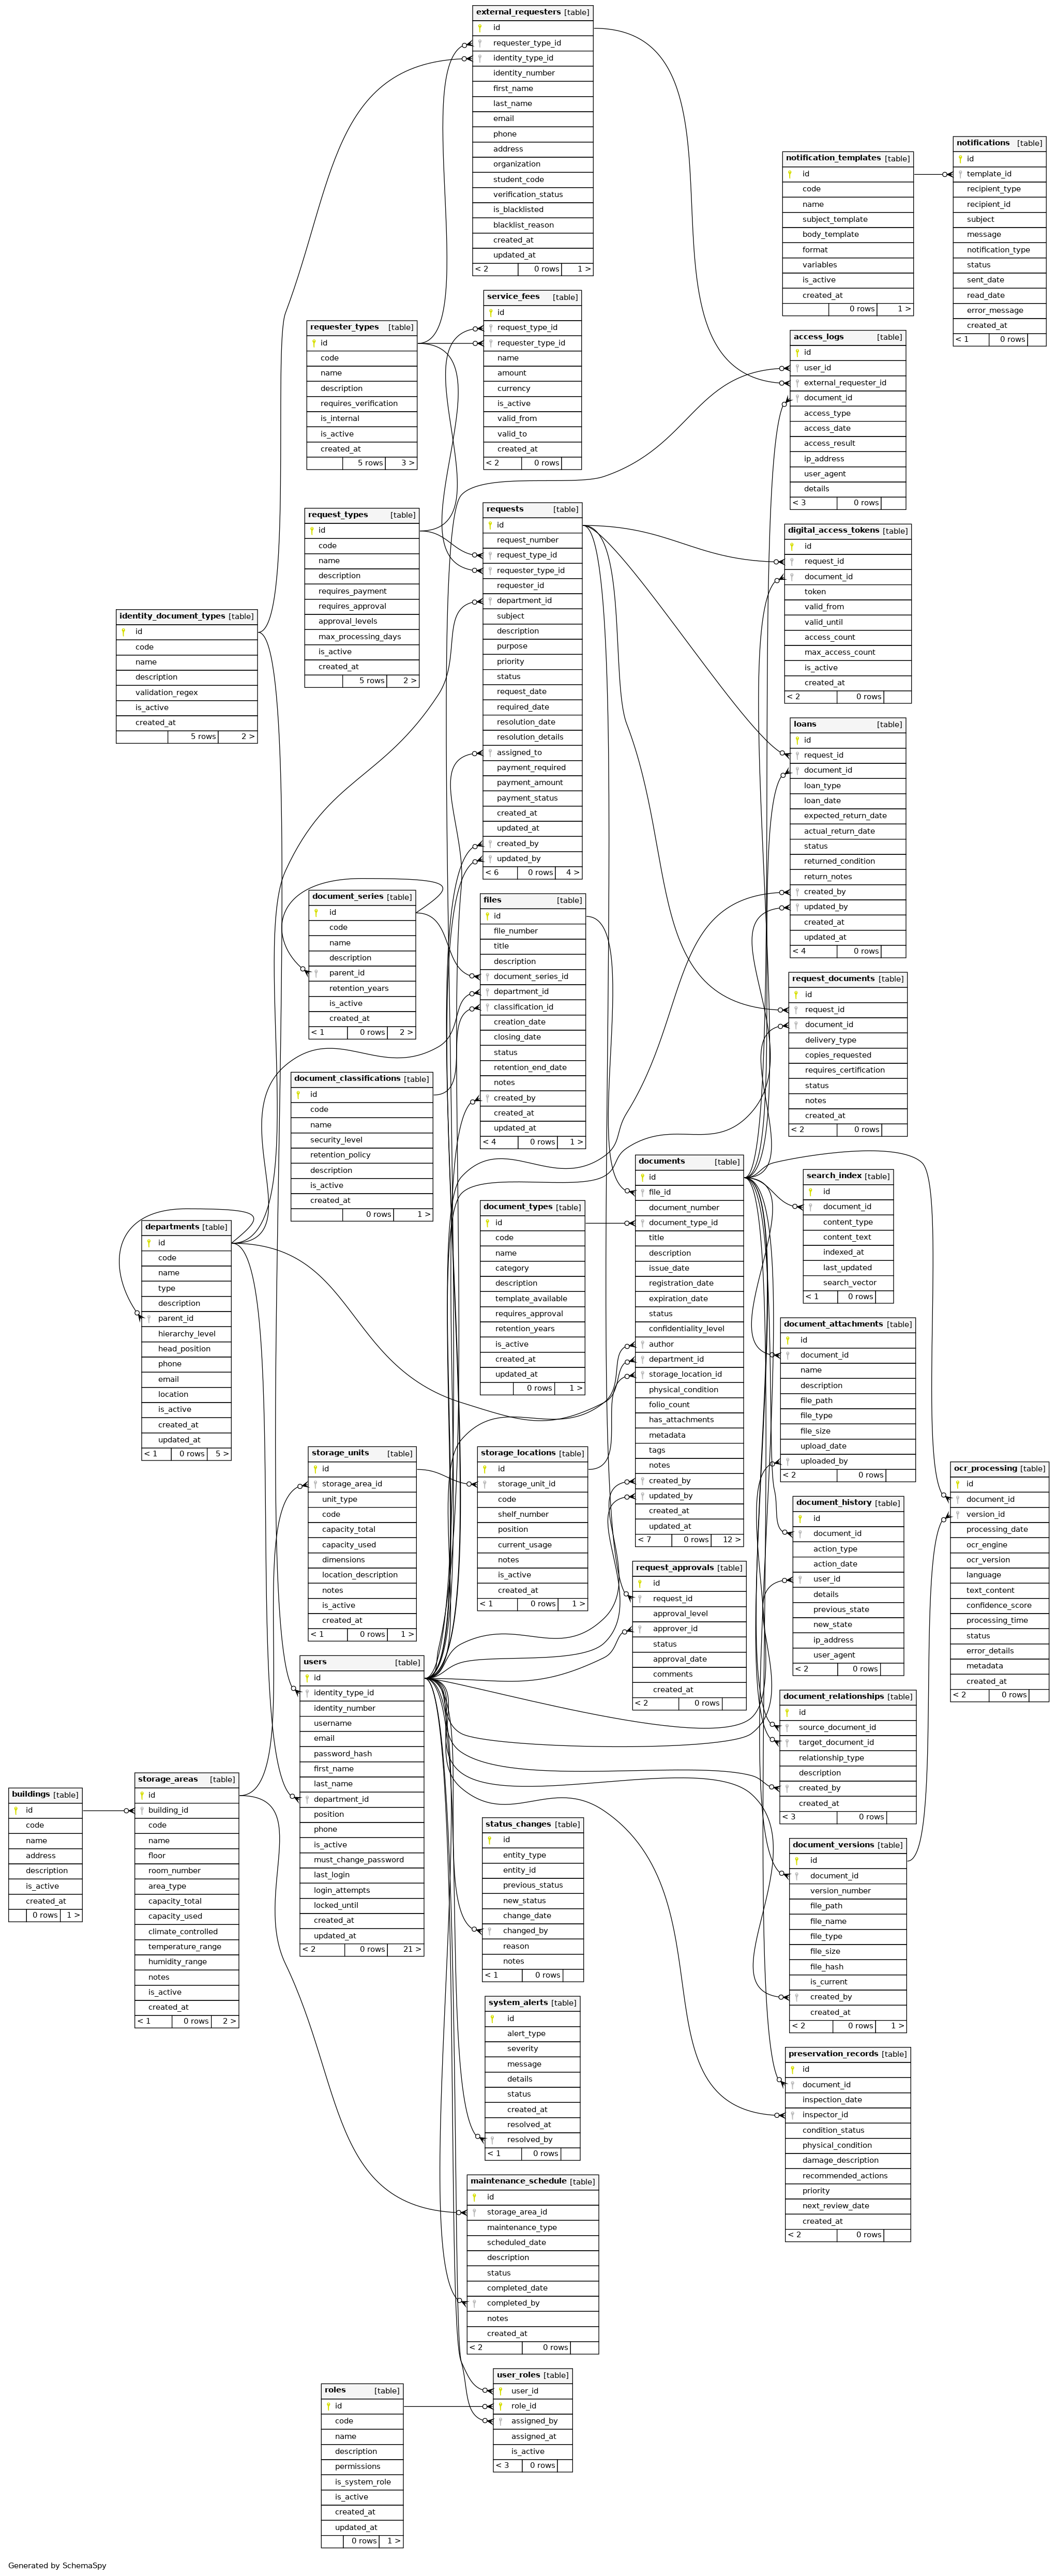 external_requesters [table]
id
requester_type_id
identity_type_id
identity_number
first_name
last_name
email
phone
address
organization
student_code
verification_status
is_blacklisted
blacklist_reason
created_at
updated_at
< 2 0 rows 1 >
notifications [table]
id
template_id
recipient_type
recipient_id
subject
message
notification_type
status
sent_date
read_date
error_message
created_at
< 1 0 rows
notification_templates [table]
id
code
name
subject_template
body_template
format
variables
is_active
created_at
0 rows 1 >
service_fees [table]
id
request_type_id
requester_type_id
name
amount
currency
is_active
valid_from
valid_to
created_at
< 2 0 rows
requester_types [table]
id
code
name
description
requires_verification
is_internal
is_active
created_at
5 rows 3 >
access_logs [table]
id
user_id
external_requester_id
document_id
access_type
access_date
access_result
ip_address
user_agent
details
< 3 0 rows
requests [table]
id
request_number
request_type_id
requester_type_id
requester_id
department_id
subject
description
purpose
priority
status
request_date
required_date
resolution_date
resolution_details
assigned_to
payment_required
payment_amount
payment_status
created_at
updated_at
created_by
updated_by
< 6 0 rows 4 >
request_types [table]
id
code
name
description
requires_payment
requires_approval
approval_levels
max_processing_days
is_active
created_at
5 rows 2 >
digital_access_tokens [table]
id
request_id
document_id
token
valid_from
valid_until
access_count
max_access_count
is_active
created_at
< 2 0 rows
identity_document_types [table]
id
code
name
description
validation_regex
is_active
created_at
5 rows 2 >
loans [table]
id
request_id
document_id
loan_type
loan_date
expected_return_date
actual_return_date
status
returned_condition
return_notes
created_by
updated_by
created_at
updated_at
< 4 0 rows
document_series [table]
id
code
name
description
parent_id
retention_years
is_active
created_at
< 1 0 rows 2 >
files [table]
id
file_number
title
description
document_series_id
department_id
classification_id
creation_date
closing_date
status
retention_end_date
notes
created_by
created_at
updated_at
< 4 0 rows 1 >
request_documents [table]
id
request_id
document_id
delivery_type
copies_requested
requires_certification
status
notes
created_at
< 2 0 rows
document_classifications [table]
id
code
name
security_level
retention_policy
description
is_active
created_at
0 rows 1 >
documents [table]
id
file_id
document_number
document_type_id
title
description
issue_date
registration_date
expiration_date
status
confidentiality_level
author
department_id
storage_location_id
physical_condition
folio_count
has_attachments
metadata
tags
notes
created_by
updated_by
created_at
updated_at
< 7 0 rows 12 >
search_index [table]
id
document_id
content_type
content_text
indexed_at
last_updated
search_vector
< 1 0 rows
document_types [table]
id
code
name
category
description
template_available
requires_approval
retention_years
is_active
created_at
updated_at
0 rows 1 >
departments [table]
id
code
name
type
description
parent_id
hierarchy_level
head_position
phone
email
location
is_active
created_at
updated_at
< 1 0 rows 5 >
document_attachments [table]
id
document_id
name
description
file_path
file_type
file_size
upload_date
uploaded_by
< 2 0 rows
storage_units [table]
id
storage_area_id
unit_type
code
capacity_total
capacity_used
dimensions
location_description
notes
is_active
created_at
< 1 0 rows 1 >
storage_locations [table]
id
storage_unit_id
code
shelf_number
position
current_usage
notes
is_active
created_at
< 1 0 rows 1 >
ocr_processing [table]
id
document_id
version_id
processing_date
ocr_engine
ocr_version
language
text_content
confidence_score
processing_time
status
error_details
metadata
created_at
< 2 0 rows
document_history [table]
id
document_id
action_type
action_date
user_id
details
previous_state
new_state
ip_address
user_agent
< 2 0 rows
request_approvals [table]
id
request_id
approval_level
approver_id
status
approval_date
comments
created_at
< 2 0 rows
users [table]
id
identity_type_id
identity_number
username
email
password_hash
first_name
last_name
department_id
position
phone
is_active
must_change_password
last_login
login_attempts
locked_until
created_at
updated_at
< 2 0 rows 21 >
document_relationships [table]
id
source_document_id
target_document_id
relationship_type
description
created_by
created_at
< 3 0 rows
buildings [table]
id
code
name
address
description
is_active
created_at
0 rows 1 >
storage_areas [table]
id
building_id
code
name
floor
room_number
area_type
capacity_total
capacity_used
climate_controlled
temperature_range
humidity_range
notes
is_active
created_at
< 1 0 rows 2 >
status_changes [table]
id
entity_type
entity_id
previous_status
new_status
change_date
changed_by
reason
notes
< 1 0 rows
document_versions [table]
id
document_id
version_number
file_path
file_name
file_type
file_size
file_hash
is_current
created_by
created_at
< 2 0 rows 1 >
system_alerts [table]
id
alert_type
severity
message
details
status
created_at
resolved_at
resolved_by
< 1 0 rows
preservation_records [table]
id
document_id
inspection_date
inspector_id
condition_status
physical_condition
damage_description
recommended_actions
priority
next_review_date
created_at
< 2 0 rows
maintenance_schedule [table]
id
storage_area_id
maintenance_type
scheduled_date
description
status
completed_date
completed_by
notes
created_at
< 2 0 rows
user_roles [table]
user_id
role_id
assigned_by
assigned_at
is_active
< 3 0 rows
roles [table]
id
code
name
description
permissions
is_system_role
is_active
created_at
updated_at
0 rows 1 >
Generated by SchemaSpy